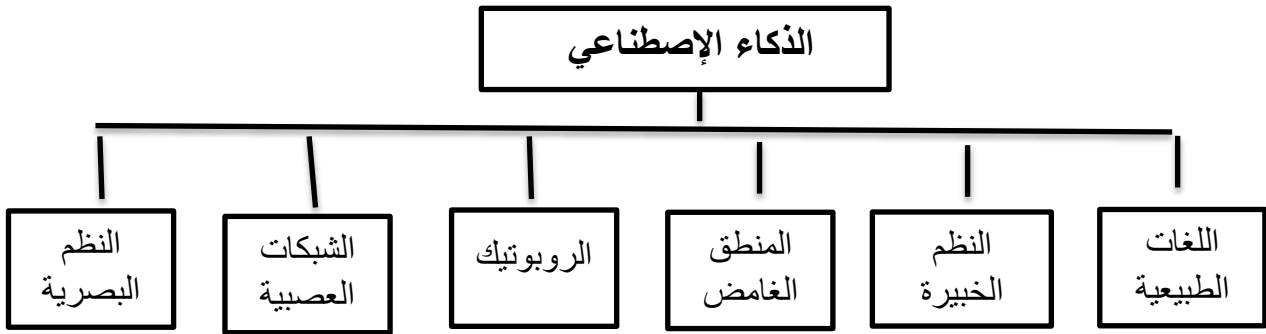 الذكاء الإصطناعي
اللغات
الطبيعية
النظم
الخبيرة
المنطق
الغامض
الروبوتيك
الشبكات
العصبية
النظم
البصرية